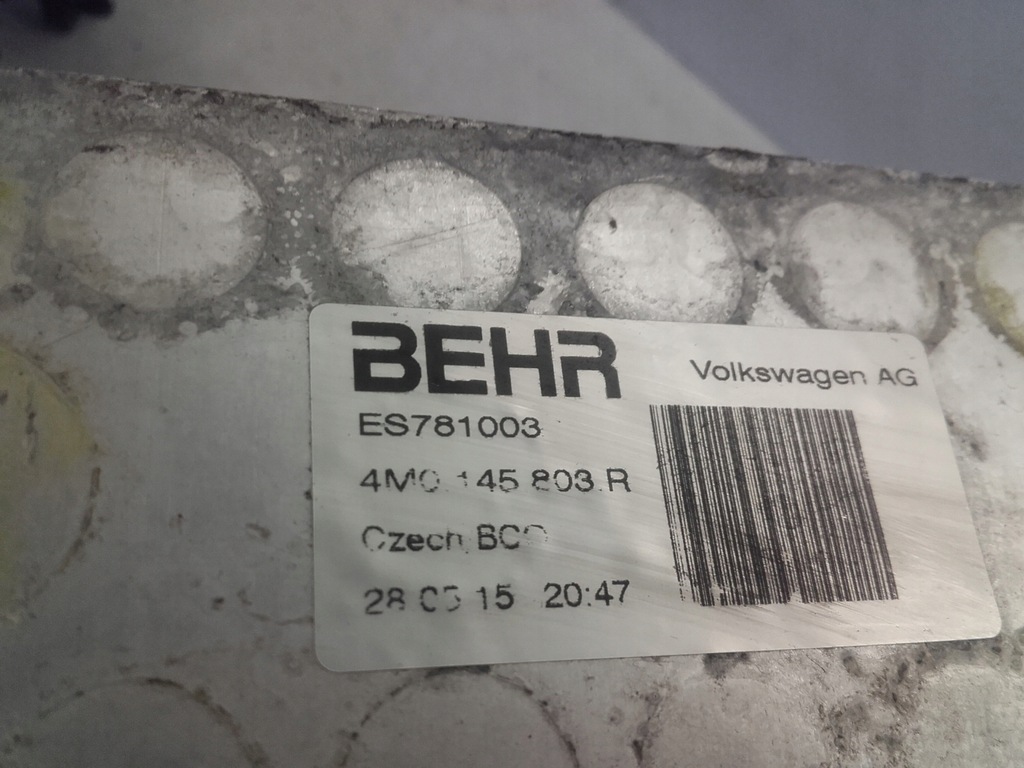 BEHR
Volkswagen AG
ES781003
4M0 145 803 R
Czech
28 15 20:47